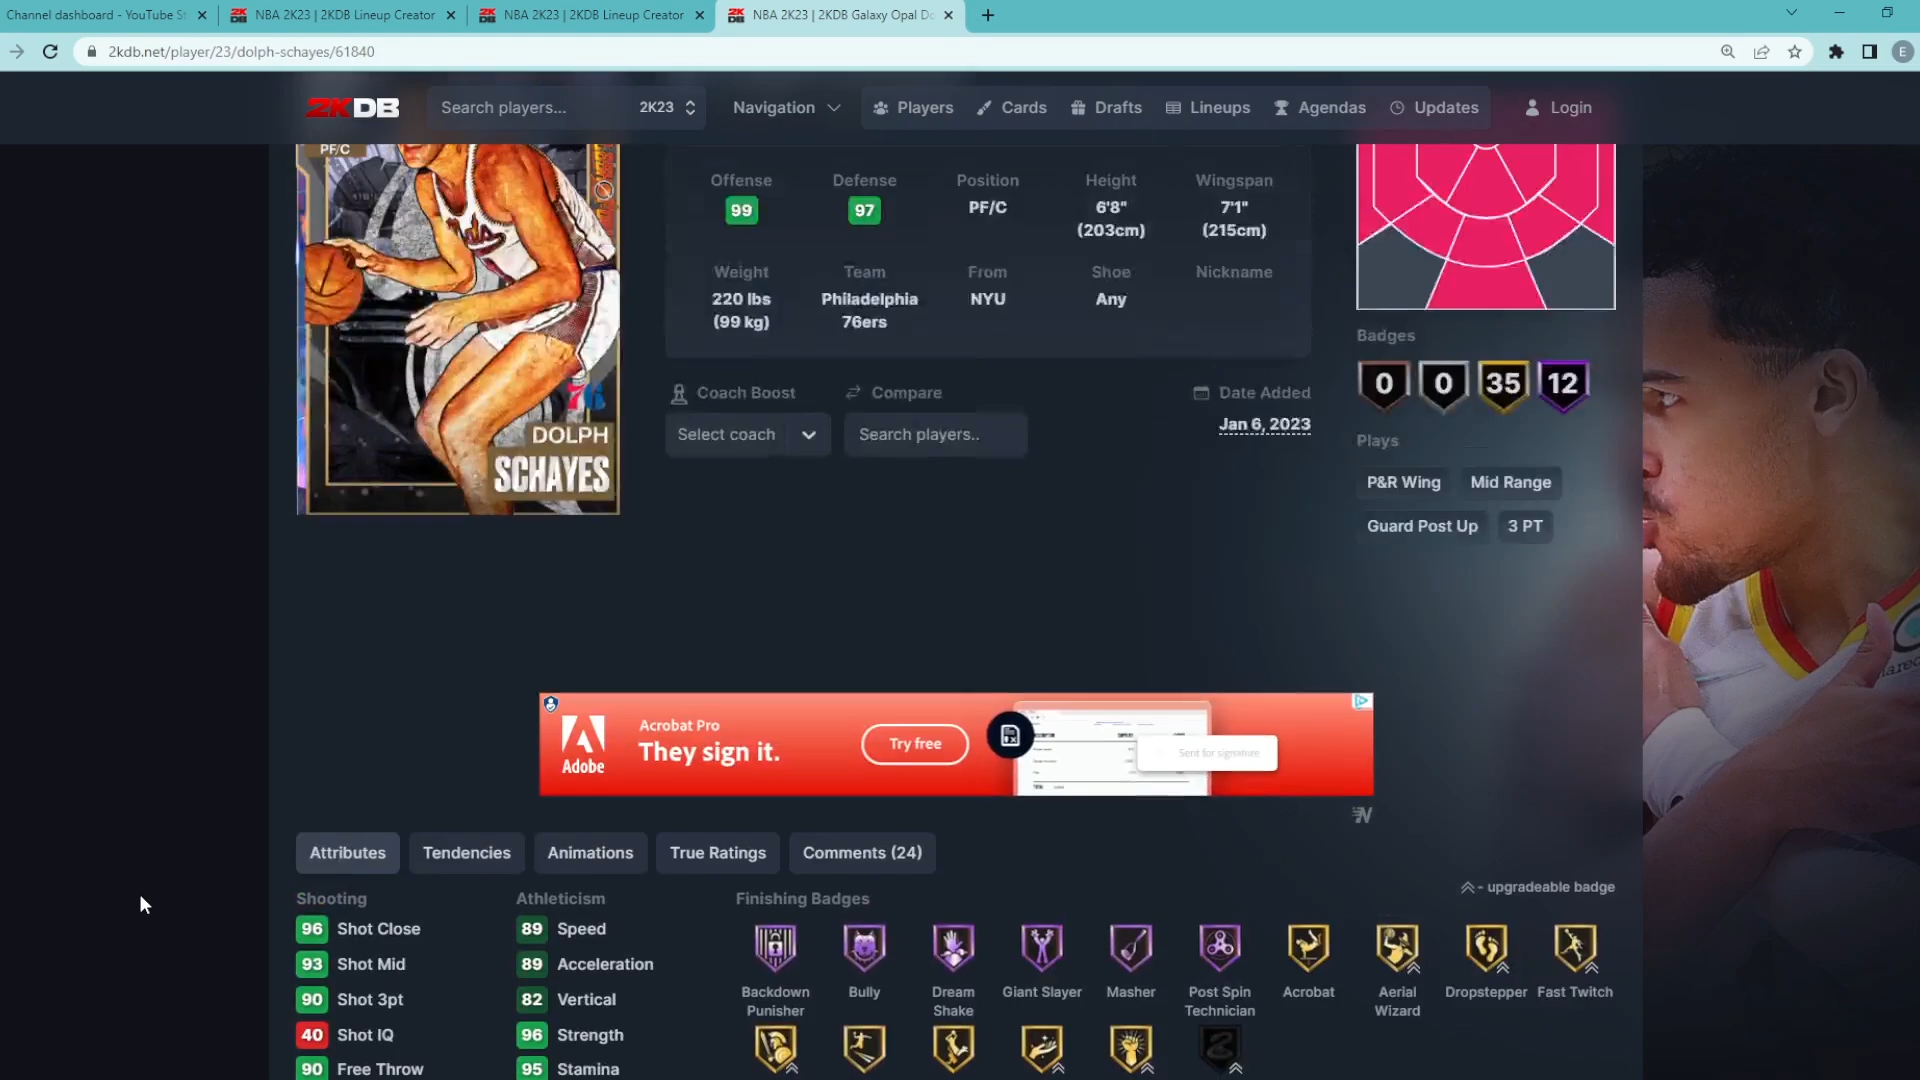 Channel dashboard - YouTube St
NBA 2K23 | 2KDB Lineup Creator
NBA 2K23 | 2KDB Lineup Creator
NBA 2K23 | 2KDB Galaxy Opal Do
2kdb.net/player/23/dolph-schayes/61840
E
2KDB
Search players...
2K23
Navigation
Players
Cards
Drafts
Lineups
Agendas
Updates
Login
PF/C
76
DOLPH
SCHAYES
Offense
Defense
Position
Height
Wingspan
99
97
PF/C
6'8"
(203cm)
7'1"
(215cm)
Weight
Team
From
Shoe
Nickname
220 lbs
(99 kg)
Philadelphia
76ers
NYU
Any
Coach Boost
Compare
Date Added
Select coach
Search players..
Jan 6, 2023
Badges
0
0
35
12
Plays
P&R Wing
Mid Range
Guard Post Up
3 PT
Adobe
Acrobat Pro
They sign it.
Try free
Sent for signature
Attributes
Tendencies
Animations
True Ratings
Comments (24)
- upgradeable badge
Shooting
96 Shot Close
93 Shot Mid
90 Shot 3pt
40 Shot IQ
90 Free Throw
Athleticism
89 Speed
89 Acceleration
82 Vertical
96 Strength
95 Stamina
Finishing Badges
Backdown
Punisher
Bully
Dream
Shake
Giant Slayer
Masher
Post Spin
Technician
Acrobat
Aerial
Wizard
Dropstepper
Fast Twitch